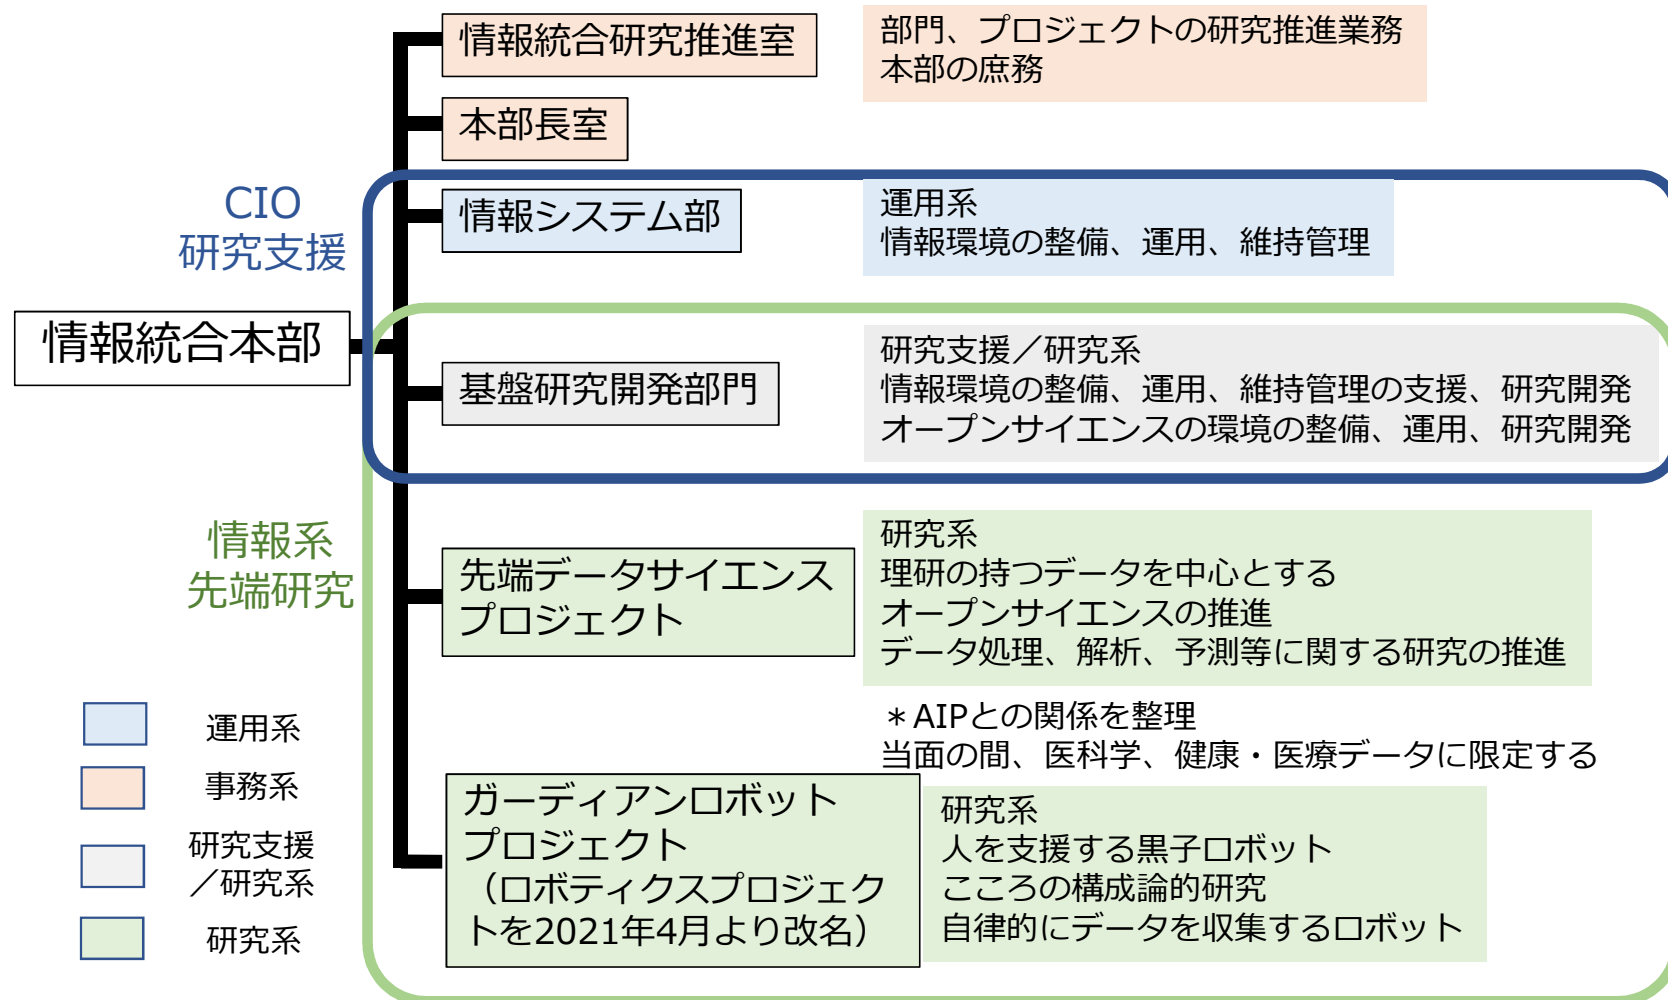 情報統合研究推進室
部門、プロジェクトの研究推進業務
本部の庶務
本部長室
CIO
研究支援
情報システム部
運用系
情報環境の整備、運用、維持管理
情報統合本部
基盤研究開発部門
研究支援／研究系
情報環境の整備、運用、維持管理の支援、研究開発
オープンサイエンスの環境の整備、運用、研究開発
情報系
先端研究
先端データサイエンス
プロジェクト
研究系
理研の持つデータを中心とする
オープンサイエンスの推進
データ処理、解析、予測等に関する研究の推進
＊AIPとの関係を整理
当面の間、医科学、健康・医療データに限定する
ガーディアンロボット
プロジェクト
（ロボティクスプロジェク
トを2021年4月より改名）
研究系
人を支援する黒子ロボット
こころの構成論的研究
自律的にデータを収集するロボット
運用系
事務系
研究支援
／研究系
研究系